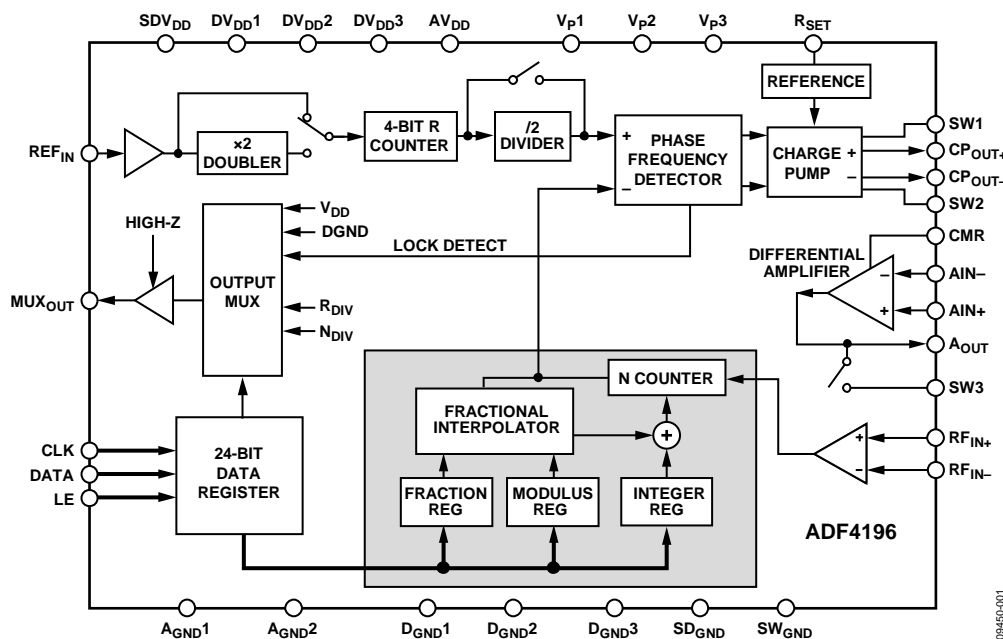 SDVDD DVDD1 DVDD2 DVDD3 AVDD VP1 VP2 VP3 RSET
REFERENCE
REFIN
×2
DOUBLER
4-BIT R
COUNTER
/2
DIVIDER
+
−
PHASE
FREQUENCY
DETECTOR
CHARGE
PUMP
+
−
SW1
CPOUT+
CPOUT−
SW2
HIGH-Z
MUXOUT
OUTPUT
MUX
VDD
DGND
LOCK DETECT
RDIV
NDIV
DIFFERENTIAL
AMPLIFIER
−
+
CMR
AIN−
AIN+
AOUT
SW3
N COUNTER
FRACTIONAL
INTERPOLATOR
+
+
−
RFIN+
RFIN−
CLK
DATA
LE
24-BIT
DATA
REGISTER
FRACTION
REG
MODULUS
REG
INTEGER
REG
ADF4196
AGND1 AGND2 DGND1 DGND2 DGND3 SDGND SWGND
09450-001